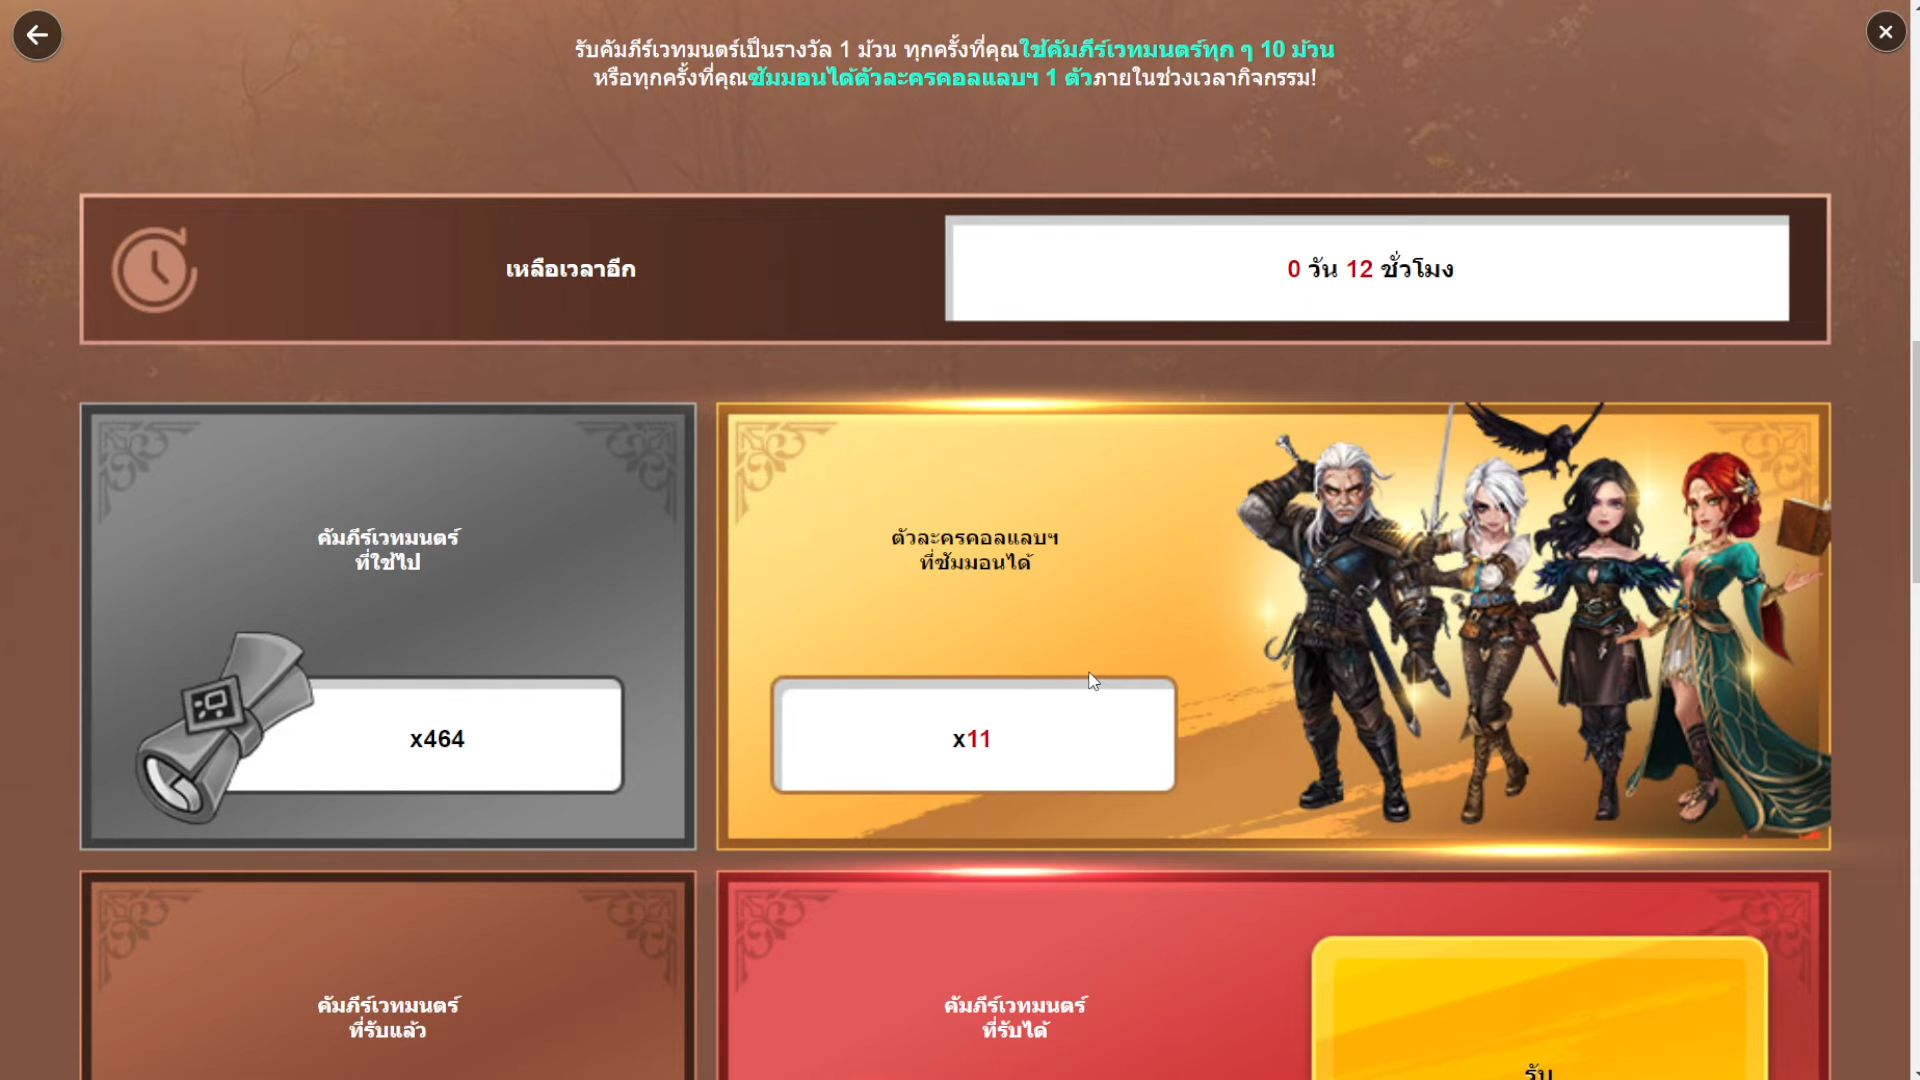 รับคัมภีร์เวทมนตร์เป็นรางวัล 1 ม้วน ทุกครั้งที่คุณใช้คัมภีร์เวทมนตร์ทุก ๆ 10 ม้วน
หรือทุกครั้งที่คุณซัมมอนได้ตัวละครคอลแลบฯ 1 ตัวภายในช่วงเวลากิจกรรม!
เหลือเวลาอีก
0 วัน 12 ชั่วโมง
คัมภีร์เวทมนตร์
ที่ใช้ไป
x464
ตัวละครคอลแลบฯ
ที่ซัมมอนได้
x11
คัมภีร์เวทมนตร์
ที่รับแล้ว
คัมภีร์เวทมนตร์
ที่รับได้
รับ